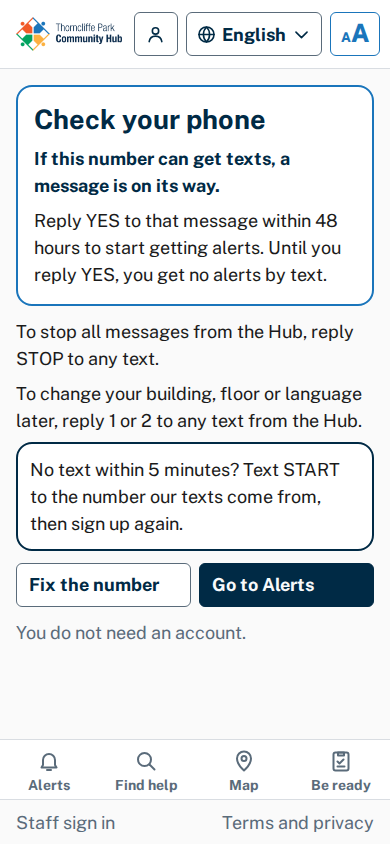 Thorncliffe Park
Community Hub
English
AA
Check your phone
If this number can get texts, a
message is on its way.
Reply YES to that message within 48
hours to start getting alerts. Until you
reply YES, you get no alerts by text.
To stop all messages from the Hub, reply
STOP to any text.
To change your building, floor or language
later, reply 1 or 2 to any text from the Hub.
No text within 5 minutes? Text START
to the number our texts come from,
then sign up again.
Fix the number
Go to Alerts
You do not need an account.
Alerts
Find help
Map
Be ready
Staff sign in
Terms and privacy